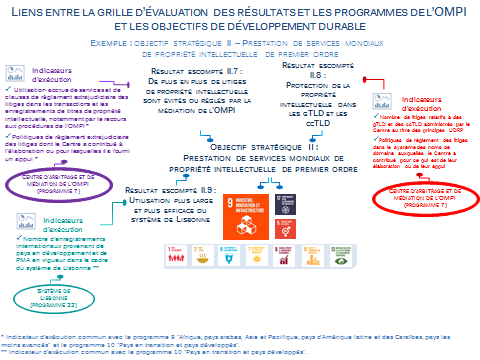 LIENS ENTRE LA GRILLE D'ÉVALUATION DES RÉSULTATS ET LES PROGRAMMES DE L'OMPI
ET LES OBJECTIFS DE DÉVELOPPEMENT DURABLE
EXEMPLE : OBJECTIF STRATÉGIQUE II – PRESTATION DE SERVICES MONDIAUX
DE PROPRIÉTÉ INTELLECTUELLE DE PREMIER ORDRE
Indicateurs
d'exécution
✓ Utilisation accrue de services et de
clauses de règlement extrajudiciaire des
litiges dans les transactions et les
enregistrements de titres de propriété
intellectuelle, notamment par le recours
aux procédures de l'OMPI *
✓ Politiques de règlement extrajudiciaire
des litiges dont le Centre a contribué à
l'élaboration ou pour lesquelles il a fourni
un appui *
CENTRE D'ARBITRAGE ET DE
MÉDIATION DE L'OMPI
(PROGRAMME 7)
RÉSULTAT ESCOMPTÉ II.7 :
DE PLUS EN PLUS DE LITIGES
DE PROPRIÉTÉ INTELLECTUELLE
SONT ÉVITÉS OU RÉGLÉS PAR LA
MÉDIATION DE L'OMPI
RÉSULTAT ESCOMPTÉ
II.8 :
PROTECTION DE LA
PROPRIÉTÉ
INTELLECTUELLE DANS
LES GTLD ET LES
CCTLD
Indicateurs
d'exécution
✓ Nombre de litiges relatifs à des
gTLD et des ccTLD administrés par le
Centre au titre des principes UDRP
✓ Politiques de règlement des litiges
dans le système des noms de
domaine auxquelles le Centre a
contribué pour ce qui est de leur
élaboration ou de leur appui
CENTRE D'ARBITRAGE ET DE
MÉDIATION DE L'OMPI
(PROGRAMME 7)
OBJECTIF STRATÉGIQUE II :
PRESTATION DE SERVICES MONDIAUX DE
PROPRIÉTÉ INTELLECTUELLE DE PREMIER ORDRE
RÉSULTAT ESCOMPTÉ II.9 :
UTILISATION PLUS LARGE
ET PLUS EFFICACE DU
SYSTÈME DE LISBONNE
9 INDUSTRIE,
INNOVATION ET
INFRASTRUCTURE
Indicateurs
d'exécution
✓ Nombre d'enregistrements
internationaux provenant de
pays en développement et de
PMA en vigueur dans le cadre
du système de Lisbonne **
SYSTÈME DE
LISBONNE
(PROGRAMME 32)
* Indicateur d'exécution commun avec le programme 9 "Afrique, pays arabes, Asie et Pacifique, pays d'Amérique latine et des Caraïbes, pays les
moins avancés" et le programme 10 "Pays en transition et pays développés".
** Indicateur d'exécution commun avec le programme 10 "Pays en transition et pays développés".